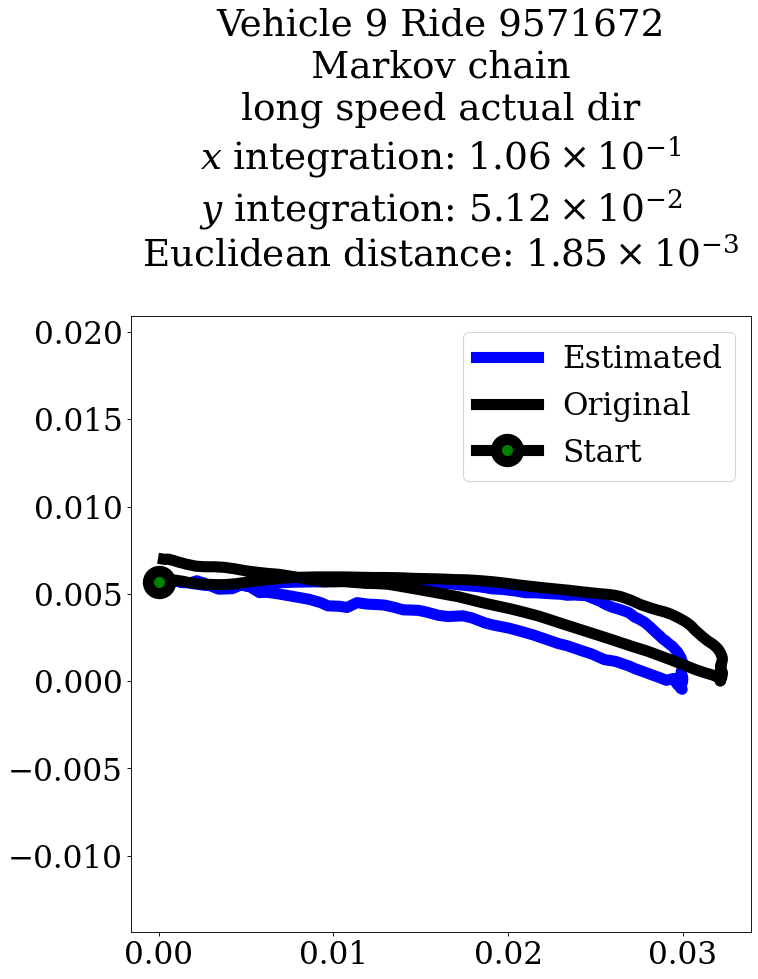 Vehicle 9 Ride 9571672
Markov chain
long speed actual dir
x integration: 1.06 × 10⁻¹
y integration: 5.12 × 10⁻²
Euclidean distance: 1.85 × 10⁻³
Estimated
Original
Start
0.020
0.015
0.010
0.005
0.000
−0.005
−0.010
0.00 0.01 0.02 0.03